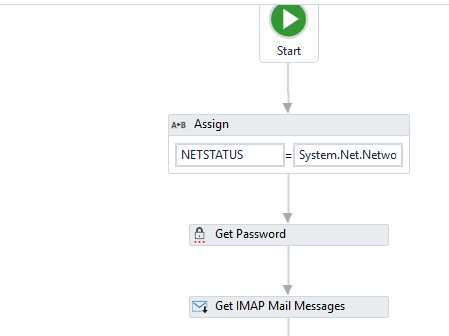 Start
A+B Assign
NETSTATUS = System.Net.Netwo
Get Password
Get IMAP Mail Messages